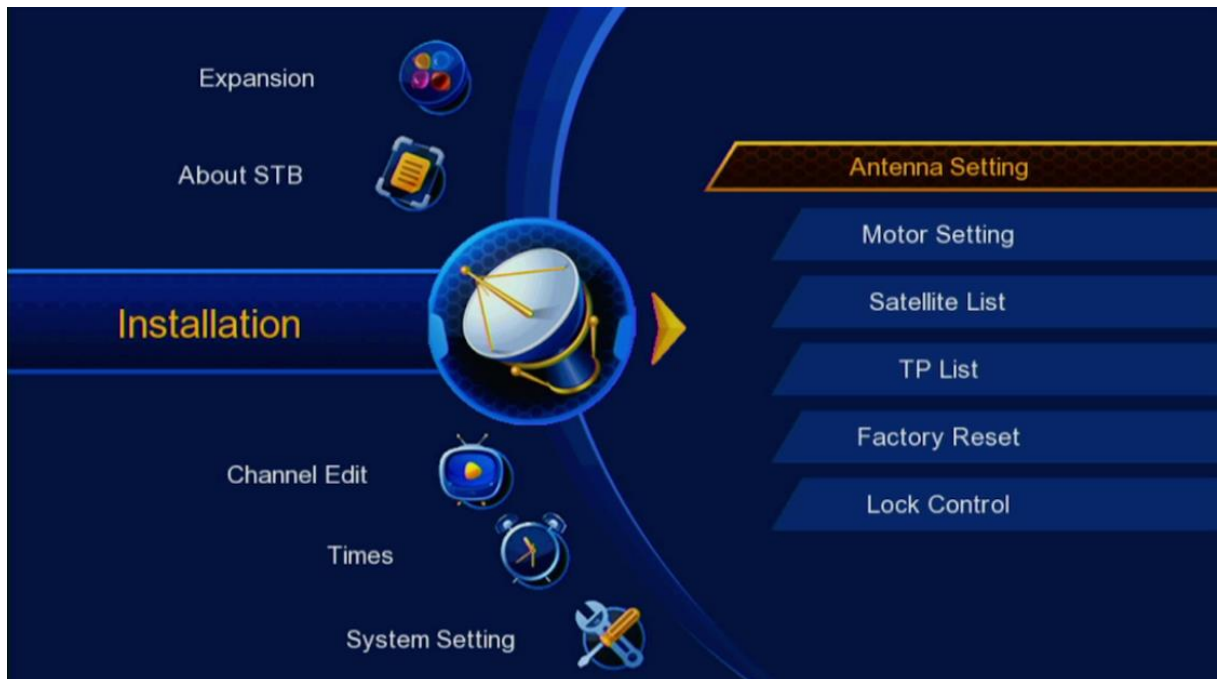 Expansion
About STB
Installation
Channel Edit
Times
System Setting
Antenna Setting
Motor Setting
Satellite List
TP List
Factory Reset
Lock Control